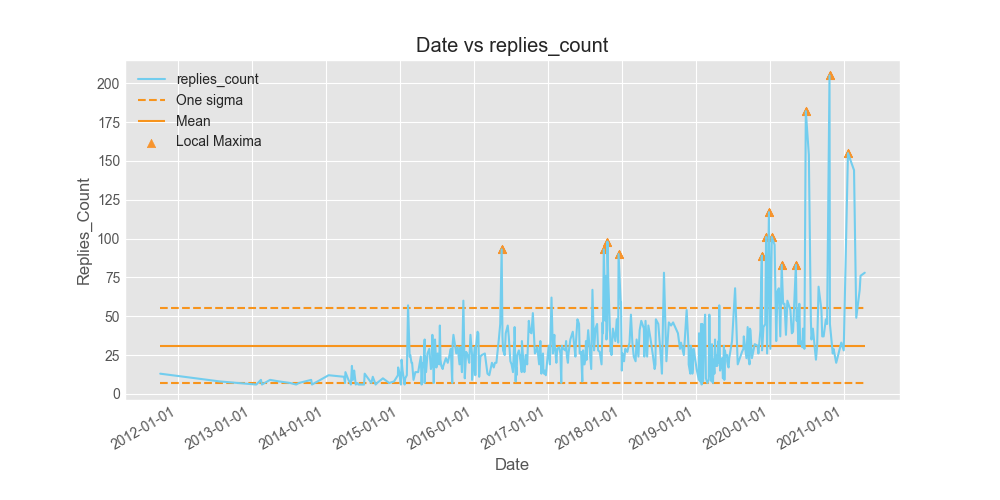 Date vs replies_count
replies_count
One sigma
Mean
Local Maxima
Replies_Count
200
175
150
125
100
75
50
25
0
2012-01-01
2013-01-01
2014-01-01
2015-01-01
2016-01-01
2017-01-01
2018-01-01
2019-01-01
2020-01-01
2021-01-01
Date